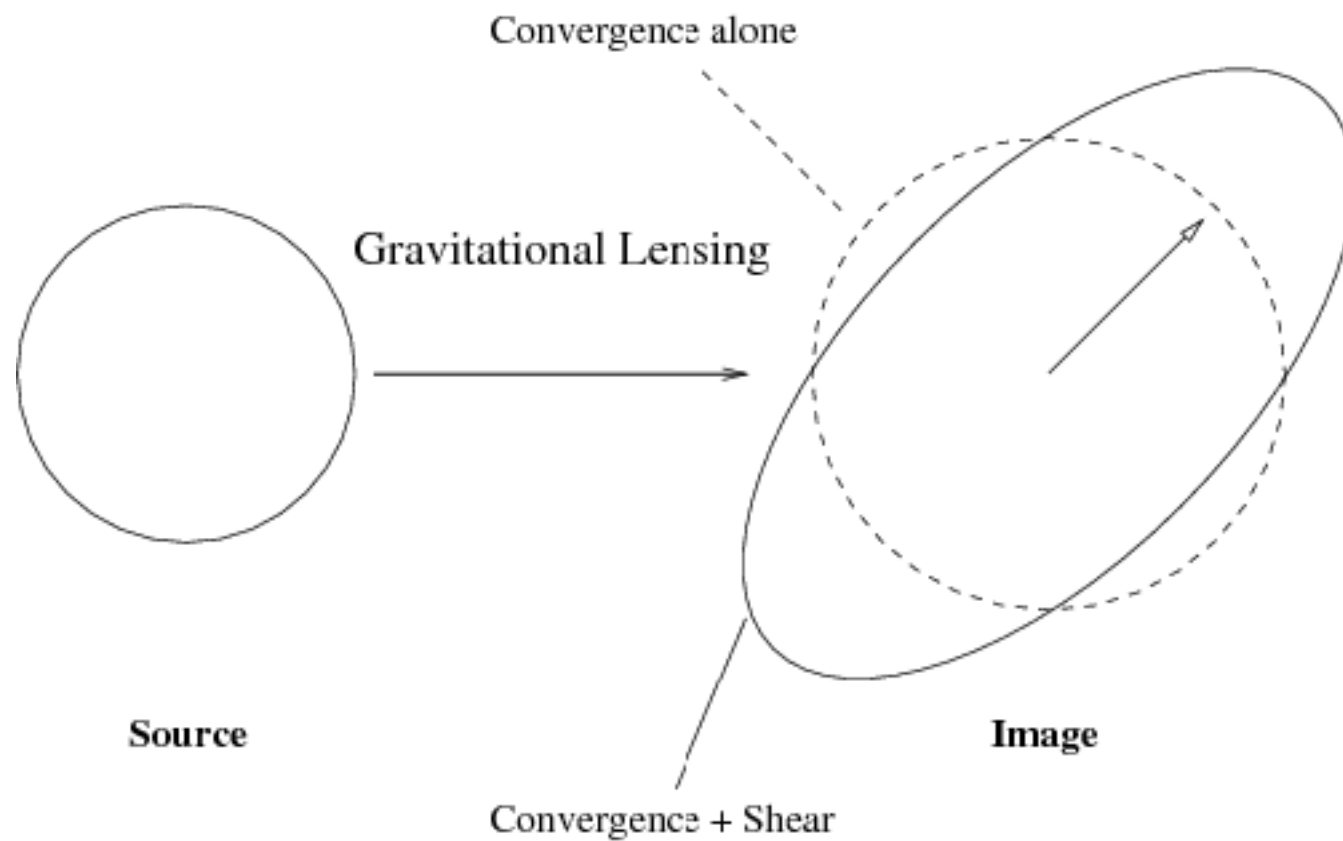 Convergence alone
Gravitational Lensing
Source
Image
Convergence + Shear